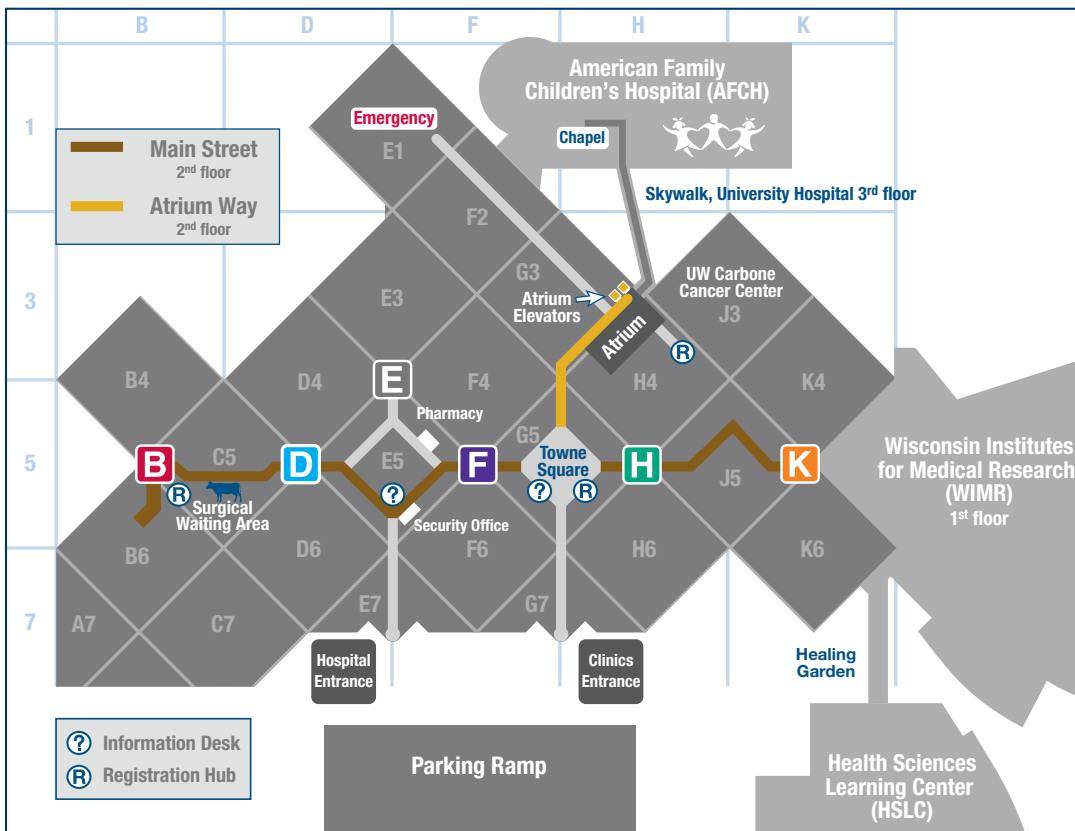 B D F H K
1
3
5
7
American Family
Children's Hospital (AFCH)
Emergency
Chapel
E1
Main Street
2nd floor
Atrium Way
2nd floor
Skywalk, University Hospital 3rd floor
F2
G3
E3
UW Carbone
Cancer Center
J3
Atrium
Elevators
Atrium
R
B4
D4
E
F4
H4
K4
Pharmacy
C5
G5
B
D
E5
F
Towne
Square
H
J5
K
R
?
?
R
Surgical
Waiting Area
Security Office
Wisconsin Institutes
for Medical Research
(WIMR)
1st floor
B6
D6
F6
H6
K6
A7
C7
E7
G7
Hospital
Entrance
Clinics
Entrance
Healing
Garden
? Information Desk
R Registration Hub
Parking Ramp
Health Sciences
Learning Center
(HSLC)